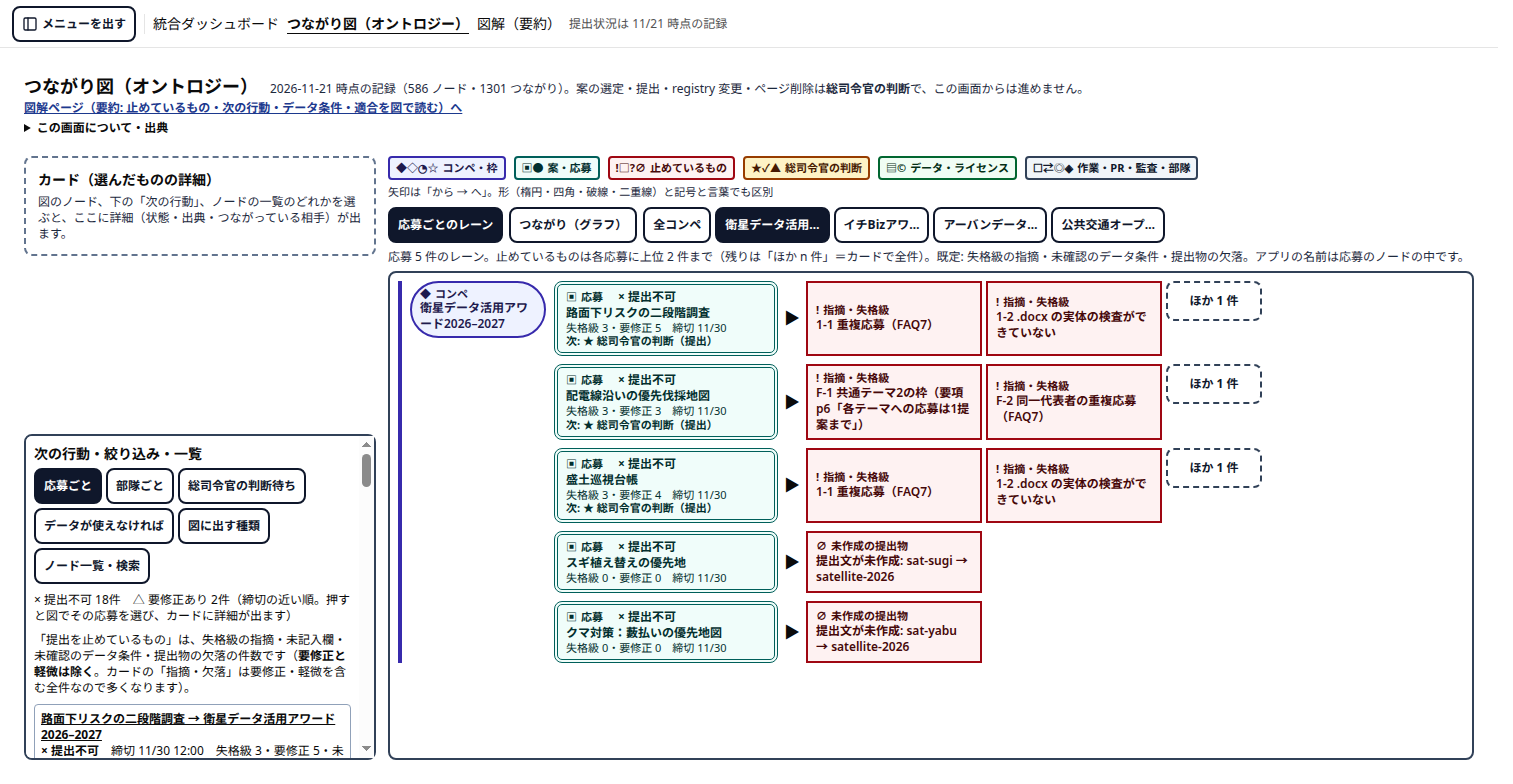 メニューを出す 統合ダッシュボード つながり図（オントロジー） 図解（要約） 提出状況は 11/21 時点の記録
つながり図（オントロジー） 2026-11-21 時点の記録（586 ノード・1301 つながり）。案の選定・提出・registry 変更・ページ削除は総司令官の判断で、この画面からは進めません。
図解ページ（要約: 止めているもの・次の行動・データ条件・適合を図で読む）へ
▶ この画面について・出典
カード（選んだものの詳細）
図のノード、下の「次の行動」、ノードの一覧のどれかを選
ぶと、ここに詳細（状態・出典・つながっている相手）が出
ます。
◆◇◔☆ コンペ・枠 ▣● 案・応募 !□?⊘ 止めているもの ★✓▲ 総司令官の判断 ▤© データ・ライセンス ☐⇄◎◈ 作業・PR・監査・部隊
矢印は「から → へ」。形（楕円・四角・破線・二重線）と記号と言葉でも区別
応募ごとのレーン つながり（グラフ） 全コンペ 衛星データ活用… イチBizアワ… アーバンデータ… 公共交通オープ…
応募 5 件のレーン。止めているものは各応募に上位 2 件まで（残りは「ほか n 件」＝カードで全件）。既定: 失格級の指摘・未確認のデータ条件・提出物の欠落。アプリの名前は応募のノードの中です。
◆ コンペ
衛星データ活用アワ
ード2026–2027
▣ 応募 × 提出不可
路面下リスクの二段階調査
失格級 3・要修正 5 締切 11/30
次: ★ 総司令官の判断（提出）
▶
! 指摘・失格級
1-1 重複応募（FAQ7）
! 指摘・失格級
1-2 .docx の実体の検査がで
きていない
ほか 1 件
▣ 応募 × 提出不可
配電線沿いの優先伐採地図
失格級 3・要修正 3 締切 11/30
次: ★ 総司令官の判断（提出）
▶
! 指摘・失格級
F-1 共通テーマ2の枠（要項
p6「各テーマへの応募は1提
案まで」）
! 指摘・失格級
F-2 同一代表者の重複応募
（FAQ7）
ほか 1 件
▣ 応募 × 提出不可
盛土巡視台帳
失格級 3・要修正 4 締切 11/30
次: ★ 総司令官の判断（提出）
▶
! 指摘・失格級
1-1 重複応募（FAQ7）
! 指摘・失格級
1-2 .docx の実体の検査がで
きていない
ほか 1 件
▣ 応募 × 提出不可
スギ植え替えの優先地
失格級 0・要修正 0 締切 11/30
▶
⊘ 未作成の提出物
提出文が未作成: sat-sugi →
satellite-2026
▣ 応募 × 提出不可
クマ対策：藪払いの優先地図
失格級 0・要修正 0 締切 11/30
▶
⊘ 未作成の提出物
提出文が未作成: sat-yabu
→ satellite-2026
次の行動・絞り込み・一覧
応募ごと 部隊ごと 総司令官の判断待ち
データが使えなければ 図に出す種類
ノード一覧・検索
× 提出不可 18件 △ 要修正あり 2件（締切の近い順。押す
と図でその応募を選び、カードに詳細が出ます）
「提出を止めているもの」は、失格級の指摘・未記入欄・
未確認のデータ条件・提出物の欠落の件数です（要修正と
軽微は除く。カードの「指摘・欠落」は要修正・軽微を含
む全件なので多くなります）。
路面下リスクの二段階調査 → 衛星データ活用アワード
2026–2027
× 提出不可 締切 11/30 12:00 失格級 3・要修正 5・未